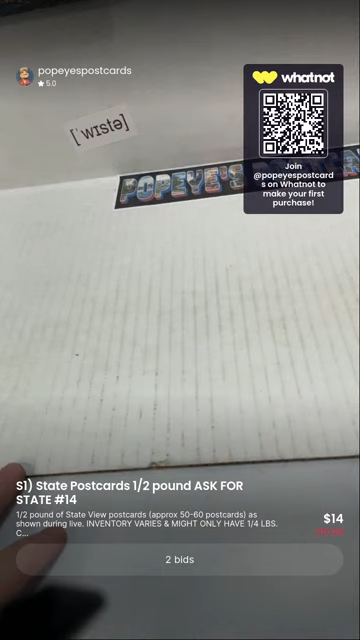 popeyespostcards
5.0
whatnot
['wɪstə]
POPEYE'S
Join
@popeyespostcard
s on Whatnot to
make your first
purchase!
S1) State Postcards 1/2 pound ASK FOR
STATE #14
1/2 pound of State View postcards (approx 50-60 postcards) as
shown during live. INVENTORY VARIES & MIGHT ONLY HAVE 1/4 LBS.
C...
$14
2 bids